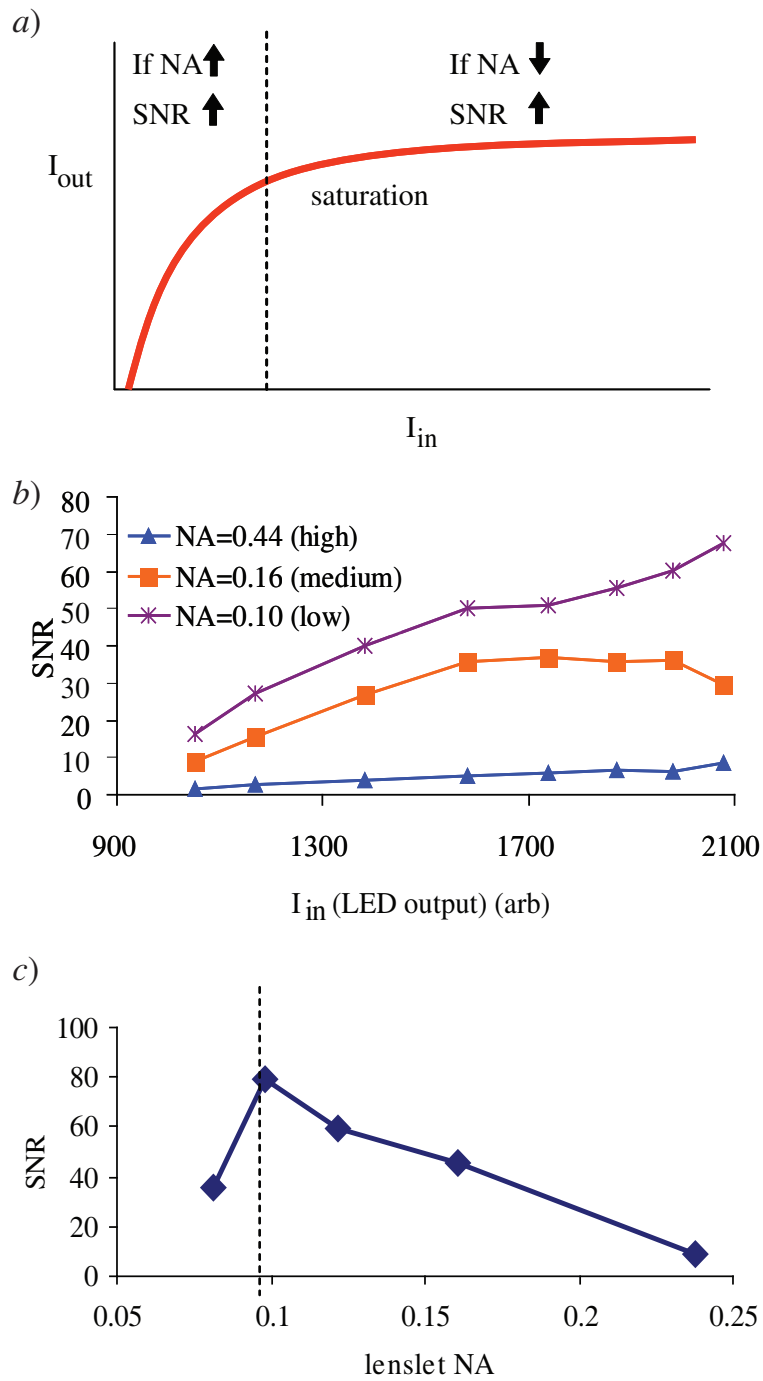 a)
If NA
If NA
SNR
SNR
I out
saturation
I in
b)
80
70
60
50
40
30
20
10
0
SNR
NA=0.44 (high)
NA=0.16 (medium)
NA=0.10 (low)
900
1300
1700
2100
I in (LED output) (arb)
c)
100
80
60
40
20
0
SNR
0.05
0.1
0.15
0.2
0.25
lenslet NA